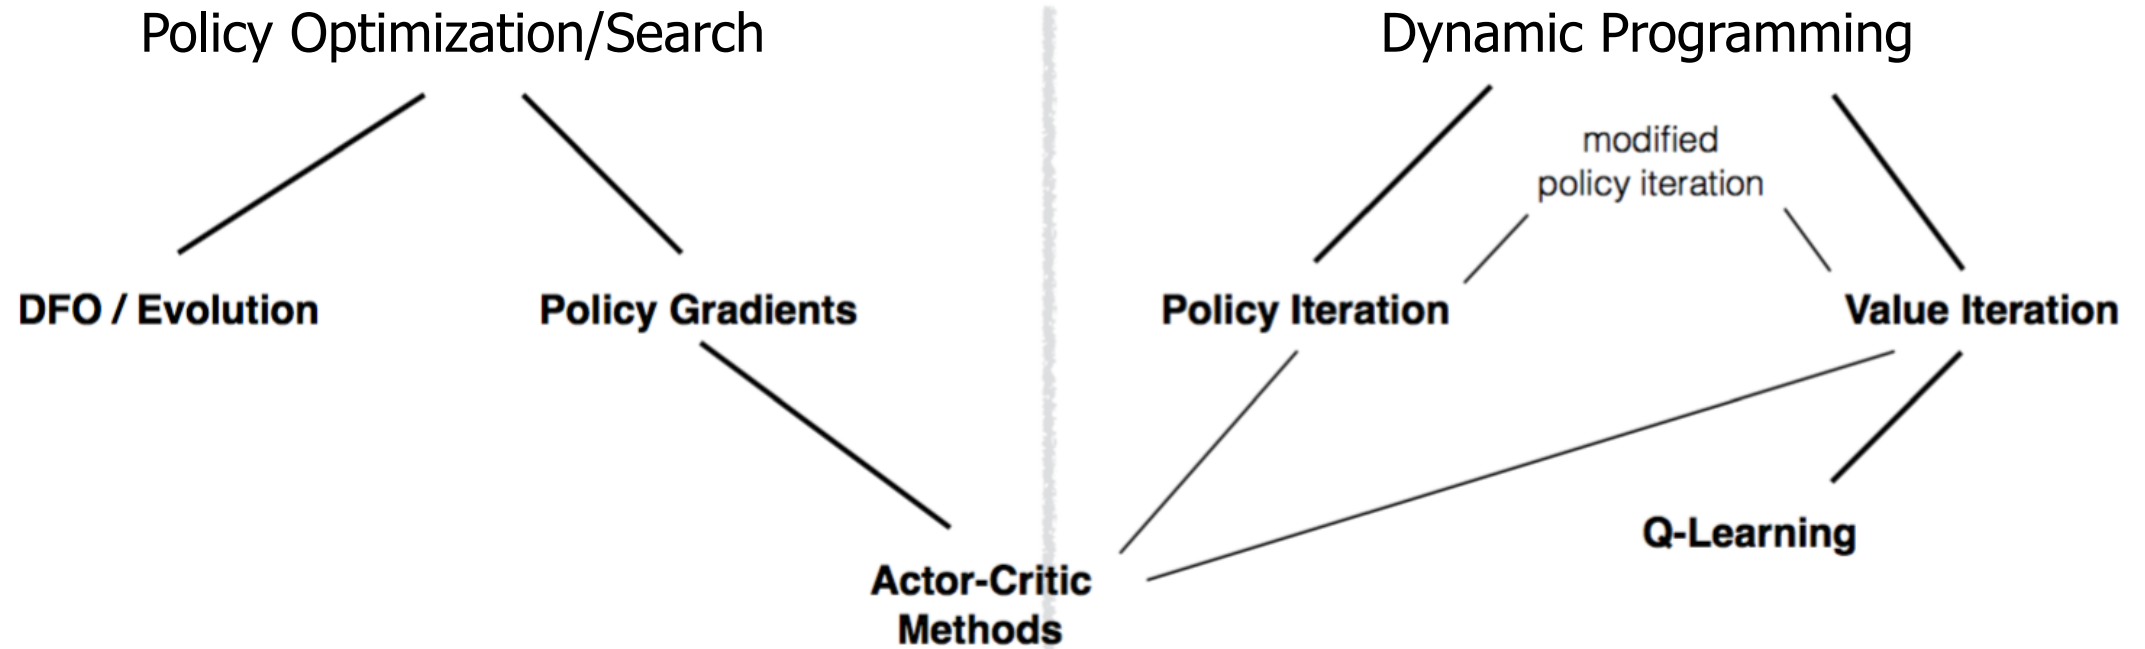 Policy Optimization/Search
Dynamic Programming
modified
policy iteration
DFO / Evolution
Policy Gradients
Policy Iteration
Value Iteration
Q-Learning
Actor-Critic
Methods